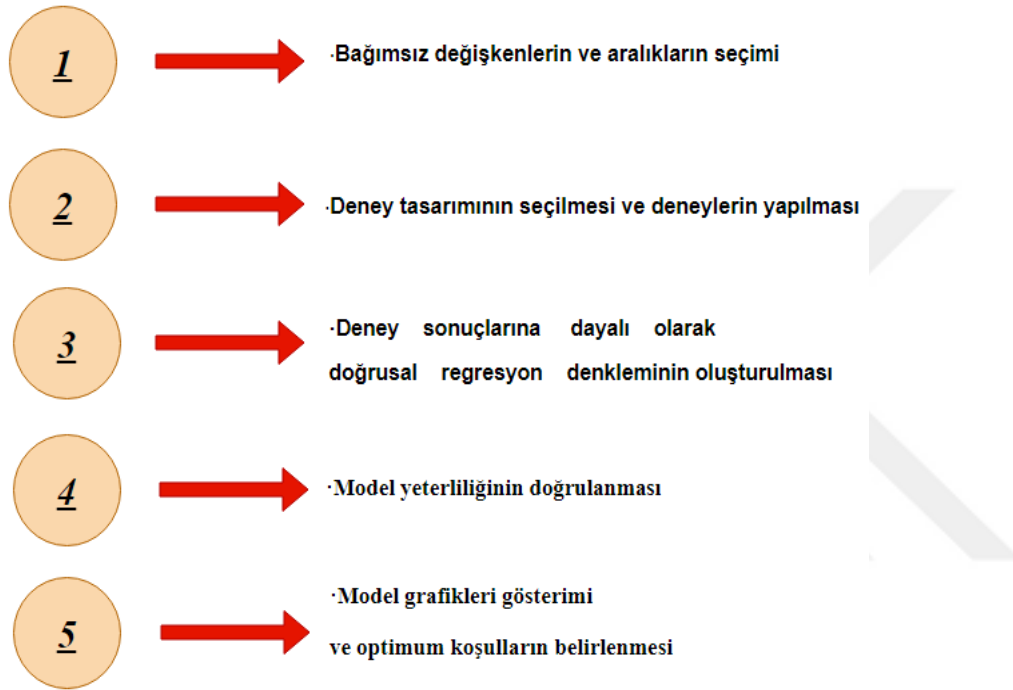 1
·Bağımsız değişkenlerin ve aralıkların seçimi
2
·Deney tasarımının seçilmesi ve deneylerin yapılması
3
·Deney sonuçlarına dayalı olarak
doğrusal regresyon denkleminin oluşturulması
4
·Model yeterliliğinin doğrulanması
5
·Model grafikleri gösterimi
ve optimum koşulların belirlenmesi